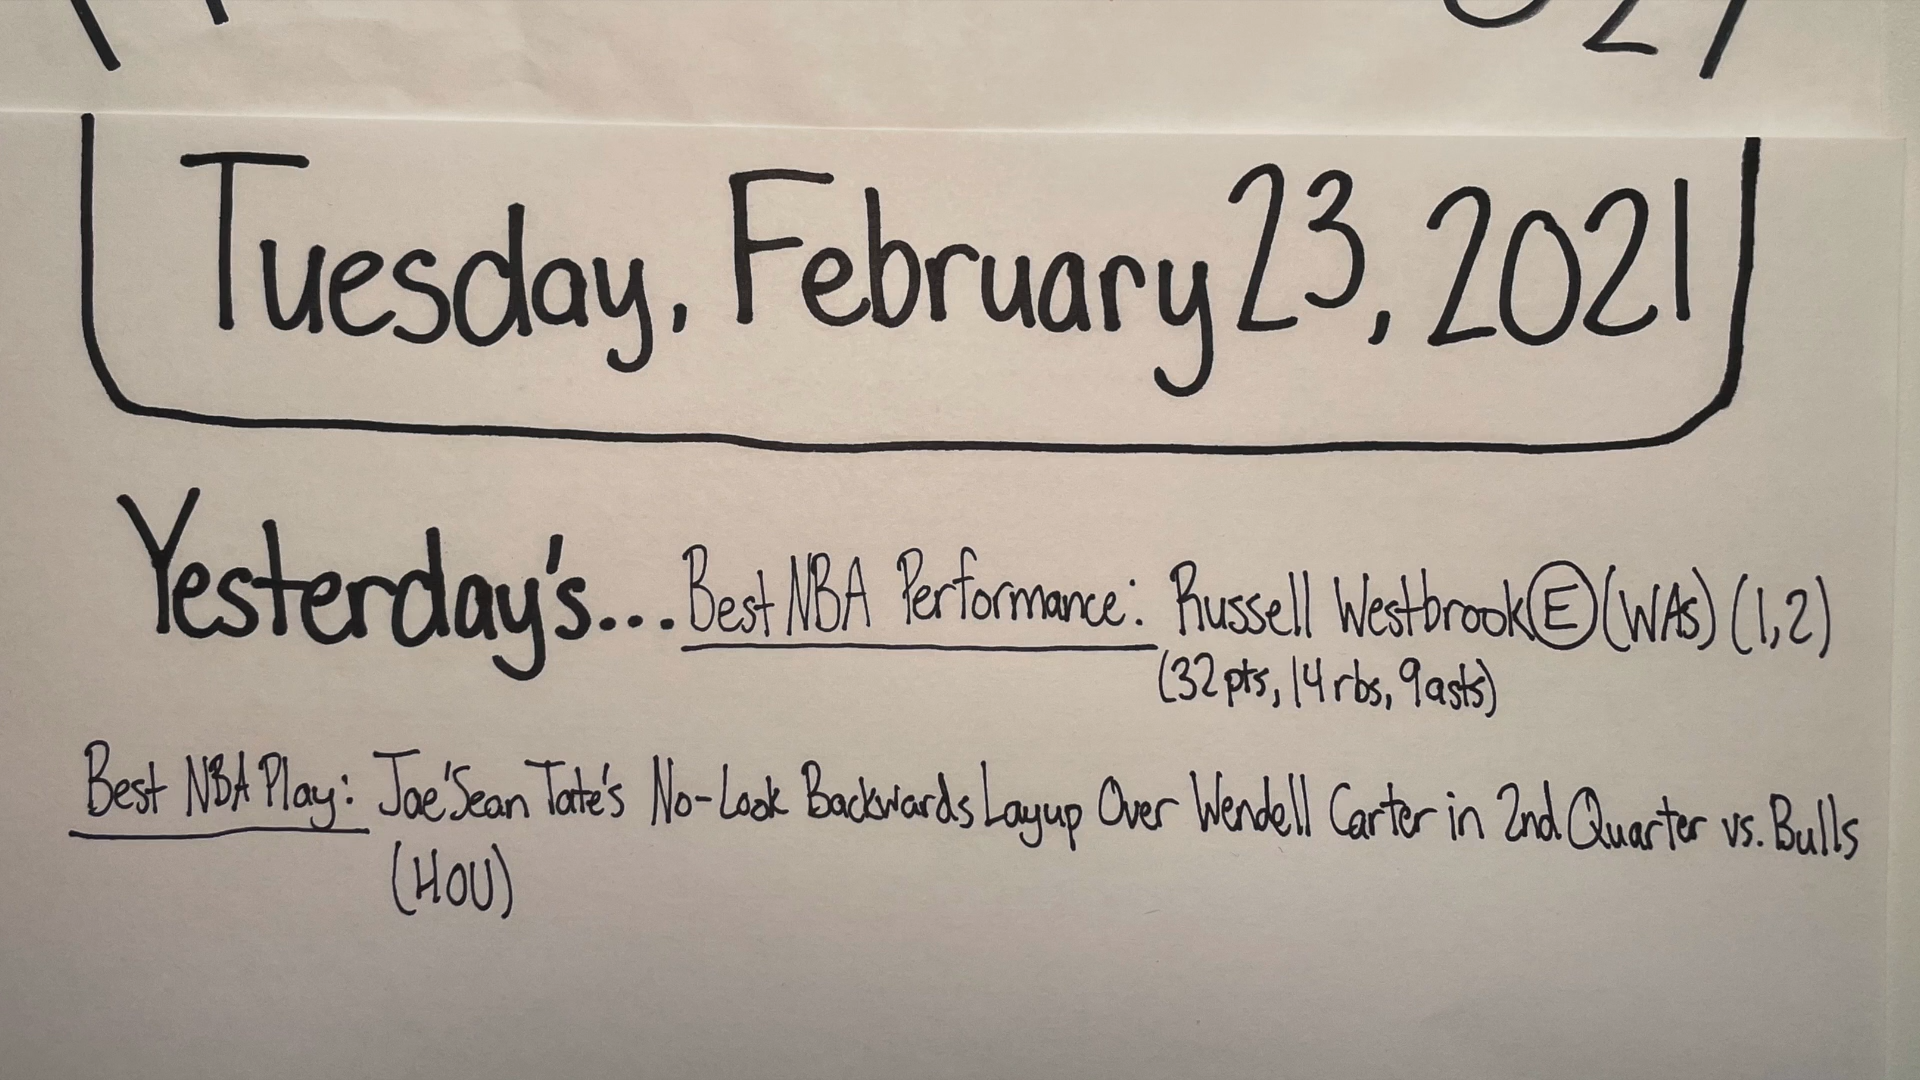 Tuesday, February 23, 2021
Yesterday's... Best NBA Performance: Russell Westbrook Ⓔ (WAS) (1,2)
(32 pts, 14 rbs, 9 asts)
Best NBA Play: Jae'Sean Tate's No-Look Backwards Layup Over Wendell Carter in 2nd Quarter vs. Bulls
(HOU)